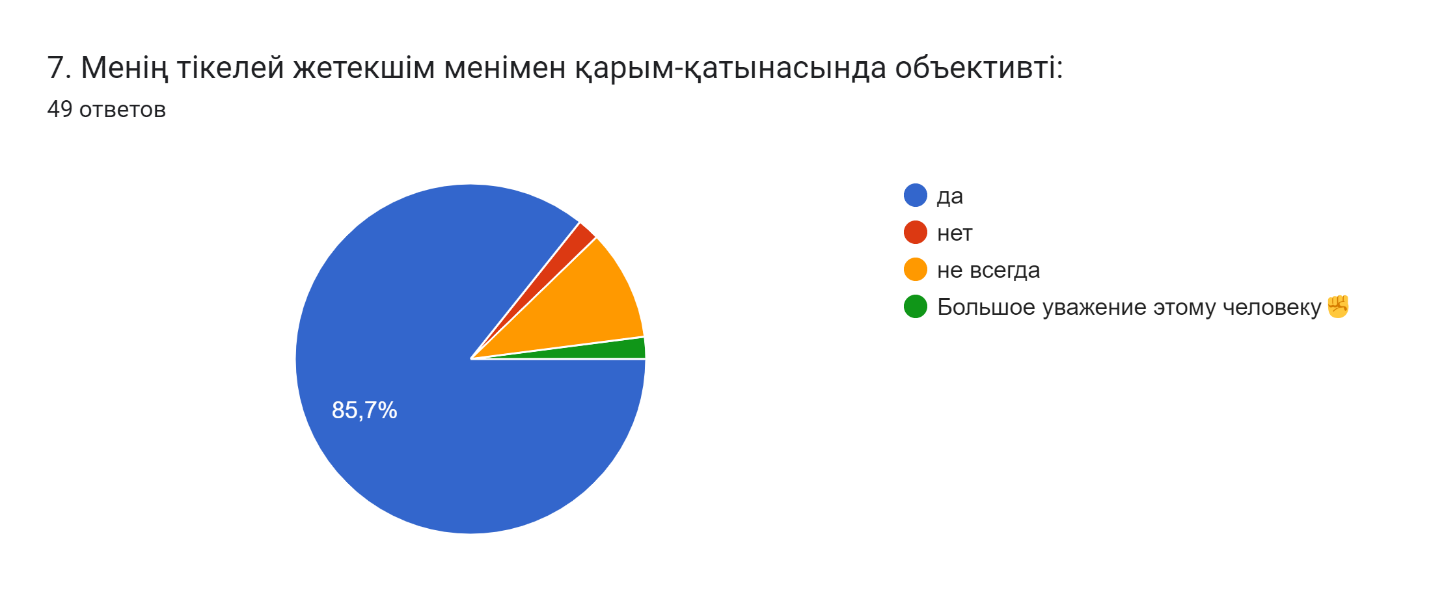 7. Менің тікелей жетекшім менімен қарым-қатынасында объективті:
49 ответов
да
нет
не всегда
Большое уважение этому человеку✊
85,7%